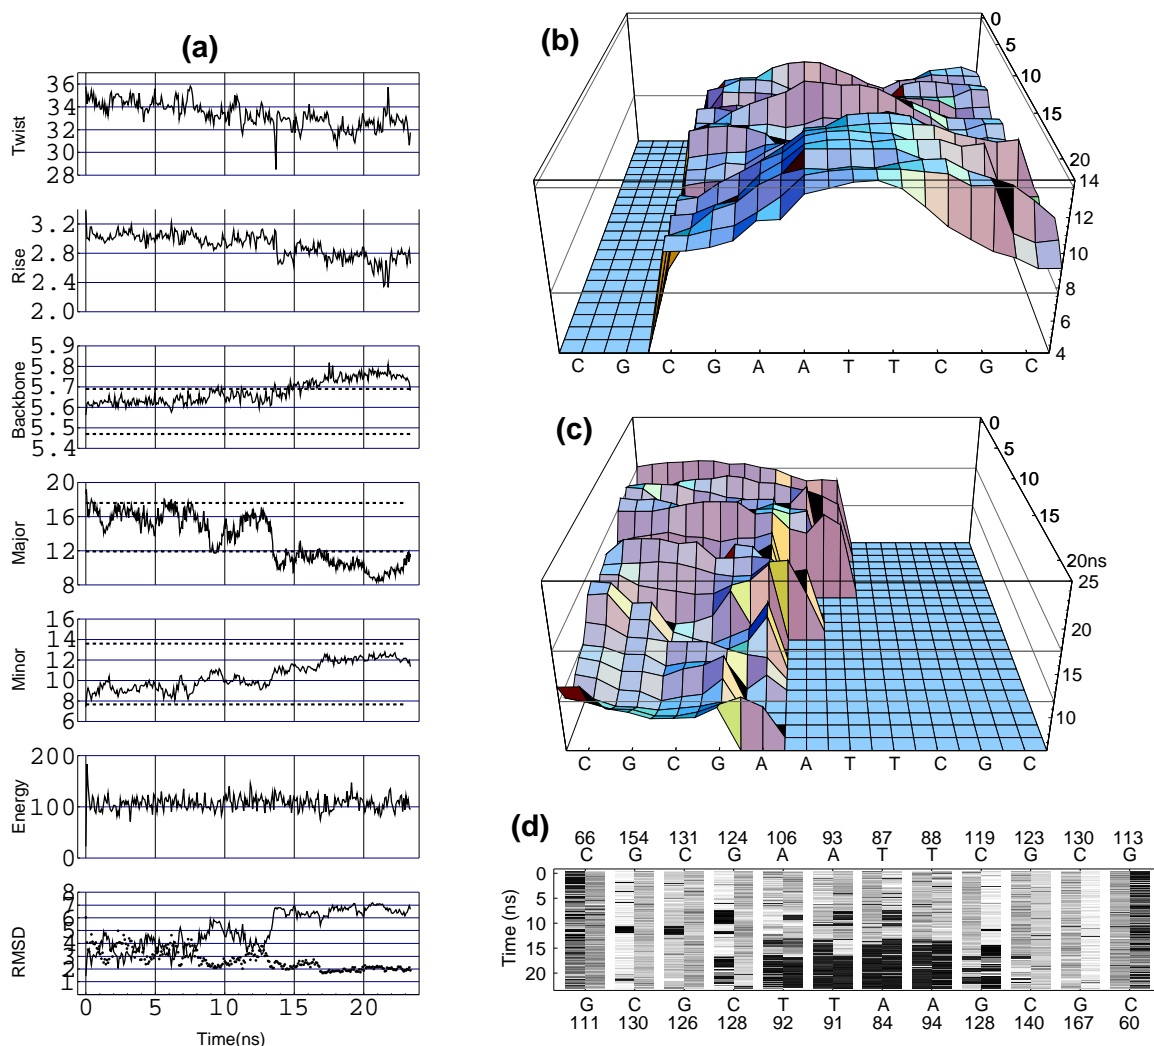 (a)
Twist
36
34
32
30
28
Rise
3.2
2.8
2.4
2.0
Backbone
5.9
5.8
5.7
5.6
5.5
5.4
Major
20
16
12
8
Minor
16
14
12
10
8
6
Energy
200
100
0
RMSD
8
7
6
5
4
3
2
1
0 5 10 15 20
Time(ns)
(b)
0
5
10
15
20
14
12
10
8
6
4
C G C G A A T T C G C
(c)
0
5
10
15
20ns
25
20
15
10
C G C G A A T T C G C
(d)
66 154 131 124 106 93 87 88 119 123 130 113
C G C G A A T T C G C G
Time (ns)
0
5
10
15
20
G C G C T T A A G C G C
111 130 126 128 92 91 84 94 128 140 167 60